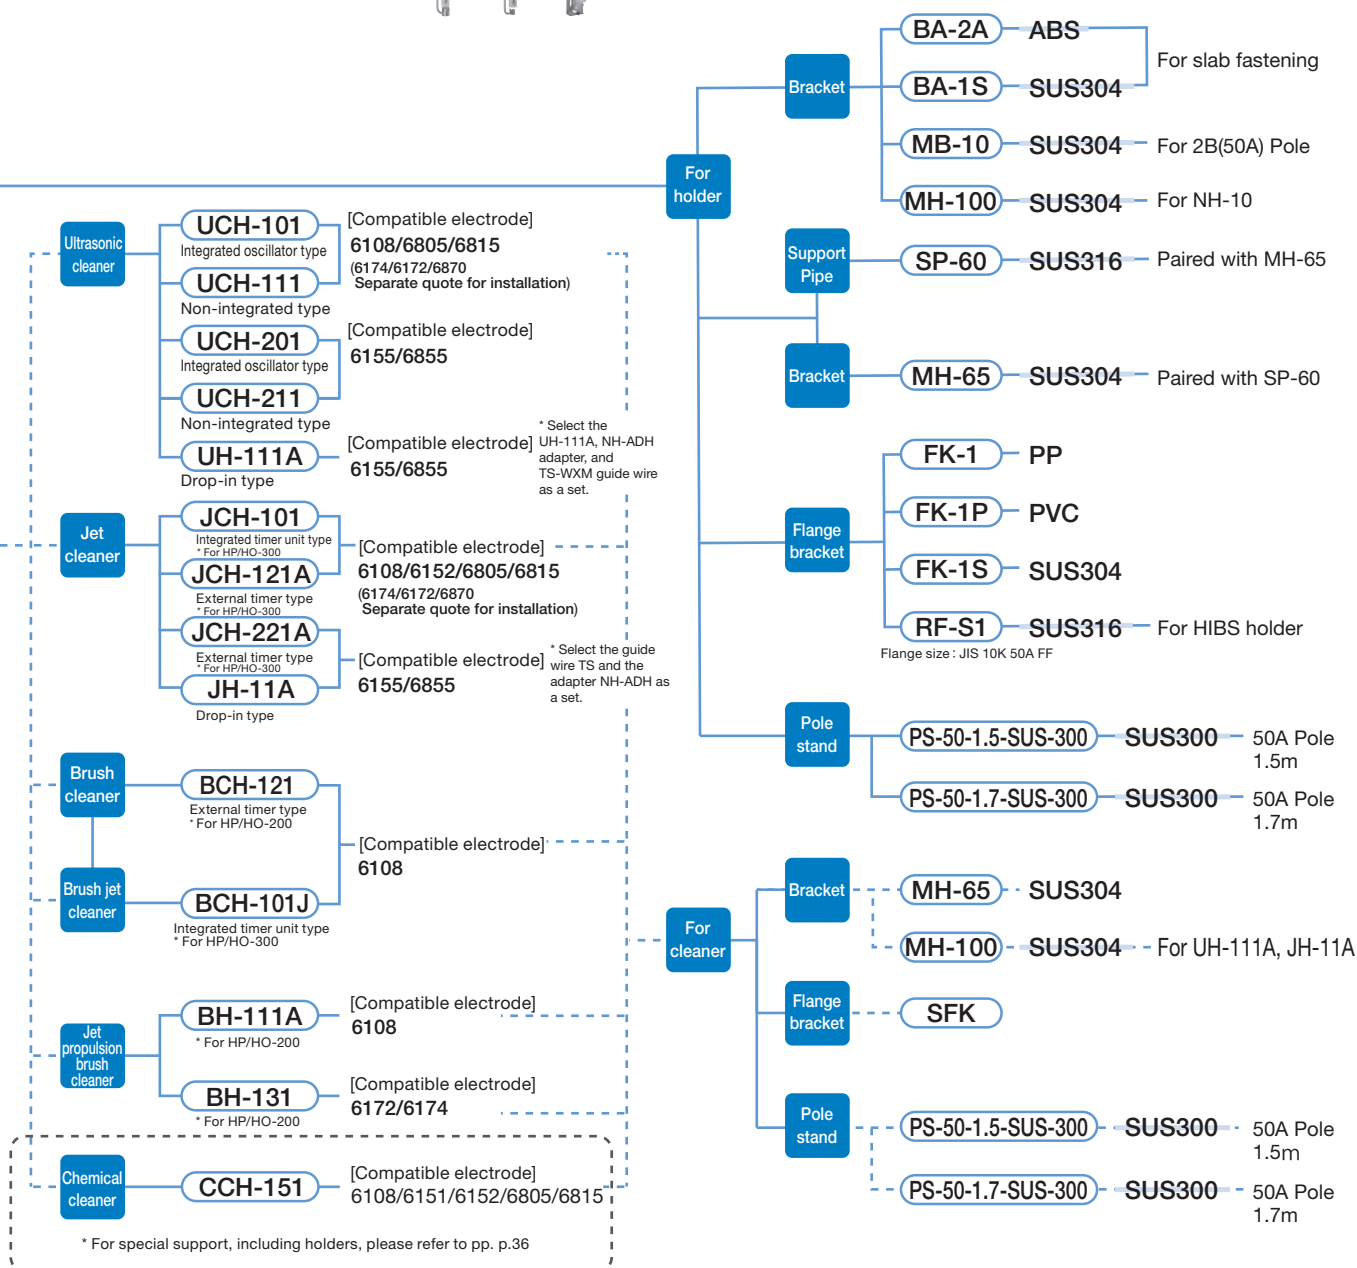 Ultrasonic
cleaner
UCH-101
Integrated oscillator type
UCH-111
Non-integrated type
[Compatible electrode]
6108/6805/6815
(6174/6172/6870
Separate quote for installation)
UCH-201
Integrated oscillator type
UCH-211
Non-integrated type
[Compatible electrode]
6155/6855
UH-111A
Drop-in type
[Compatible electrode]
6155/6855
* Select the
UH-111A, NH-ADH
adapter, and
TS-WXM guide wire
as a set.
Jet
cleaner
JCH-101
Integrated timer unit type
* For HP/HO-300
JCH-121A
External timer type
* For HP/HO-300
[Compatible electrode]
6108/6152/6805/6815
(6174/6172/6870
Separate quote for installation)
JCH-221A
External timer type
* For HP/HO-300
JH-11A
Drop-in type
[Compatible electrode]
6155/6855
* Select the guide
wire TS and the
adapter NH-ADH as
a set.
Brush
cleaner
BCH-121
External timer type
* For HP/HO-200
Brush jet
cleaner
BCH-101J
Integrated timer unit type
* For HP/HO-300
[Compatible electrode]
6108
Jet
propulsion
brush
cleaner
BH-111A
* For HP/HO-200
[Compatible electrode]
6108
BH-131
* For HP/HO-200
[Compatible electrode]
6172/6174
Chemical
cleaner
CCH-151
[Compatible electrode]
6108/6151/6152/6805/6815
* For special support, including holders, please refer to pp. p.36
For
holder
Bracket
BA-2A ABS
BA-1S SUS304
For slab fastening
MB-10 SUS304 For 2B(50A) Pole
MH-100 SUS304 For NH-10
Support
Pipe
SP-60 SUS316 Paired with MH-65
Bracket
MH-65 SUS304 Paired with SP-60
Flange
bracket
FK-1 PP
FK-1P PVC
FK-1S SUS304
RF-S1 SUS316 For HIBS holder
Flange size : JIS 10K 50A FF
Pole
stand
PS-50-1.5-SUS-300 SUS300 50A Pole
1.5m
PS-50-1.7-SUS-300 SUS300 50A Pole
1.7m
For
cleaner
Bracket
MH-65 SUS304
MH-100 SUS304 For UH-111A, JH-11A
Flange
bracket
SFK
Pole
stand
PS-50-1.5-SUS-300 SUS300 50A Pole
1.5m
PS-50-1.7-SUS-300 SUS300 50A Pole
1.7m